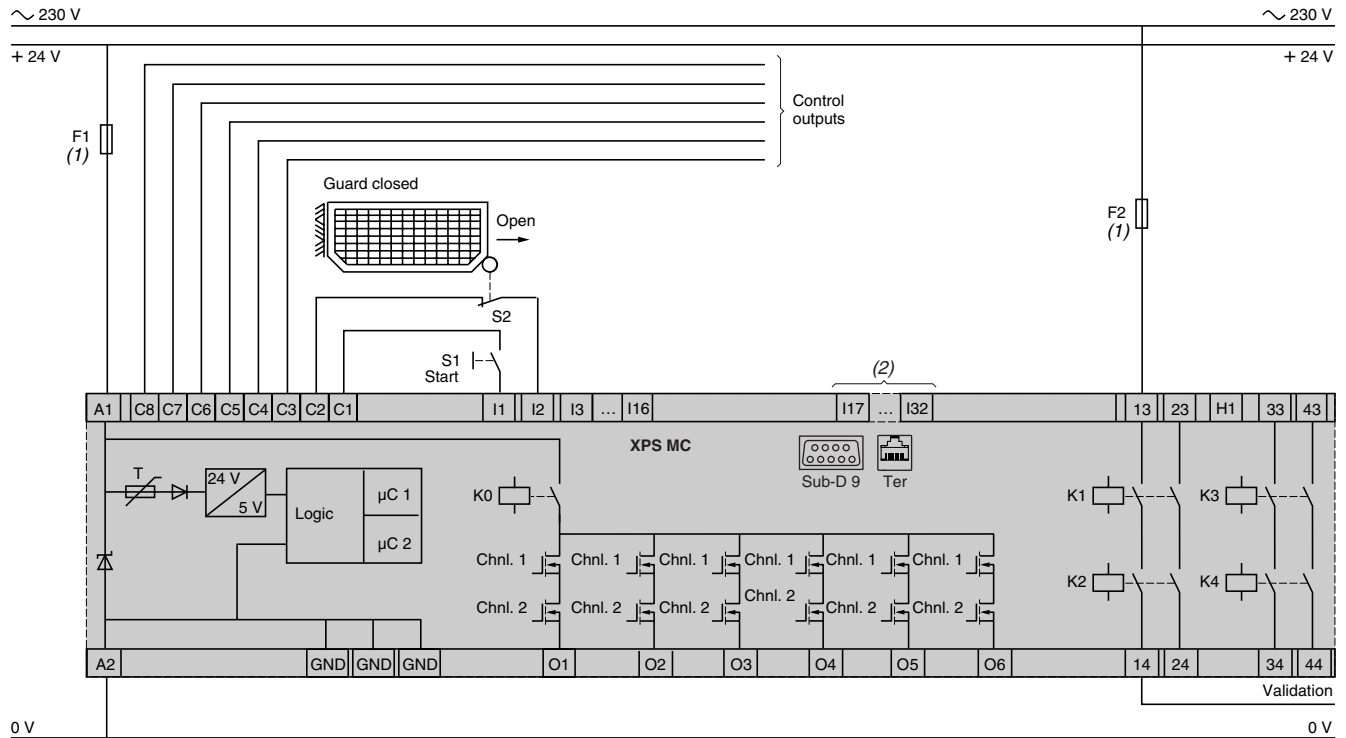 ∼ 230 V
∼ 230 V
+ 24 V
+ 24 V
Control
outputs
F1
(1)
Guard closed
Open
F2
(1)
S2
S1
Start
(2)
A1 C8 C7 C6 C5 C4 C3 C2 C1 I1 I2 I3 ... I16 I17 ... I32 13 23 H1 33 43
XPS MC
Sub-D 9
Ter
T
24 V
5 V
Logic
µC 1
µC 2
K0
K1
K3
Chnl. 1 Chnl. 1 Chnl. 1 Chnl. 1 Chnl. 1 Chnl. 1
K2
K4
Chnl. 2 Chnl. 2 Chnl. 2 Chnl. 2 Chnl. 2 Chnl. 2
A2 GND GND GND O1 O2 O3 O4 O5 O6 14 24 34 44
Validation
0 V
0 V